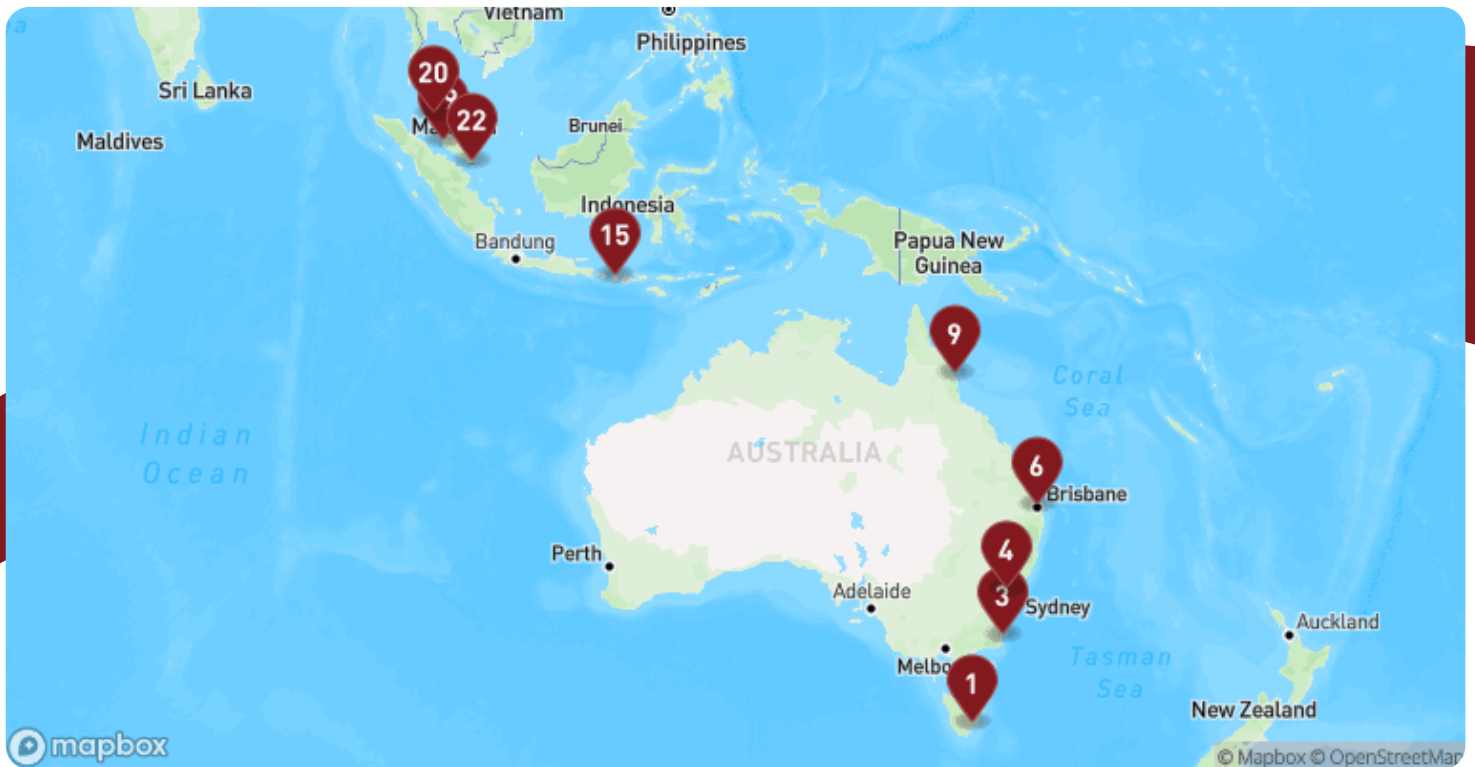 Vietnam
Philippines
Sri Lanka
Maldives
20
22
Brunei
Indonesia
15
Bandung
Papua New
Guinea
9
Coral
Sea
Indian
Ocean
AUSTRALIA
6
Brisbane
Perth
4
Adelaide
3
Sydney
Auckland
Melbo
1
Tasman
Sea
New Zealand
mapbox
© Mapbox © OpenStreetMap